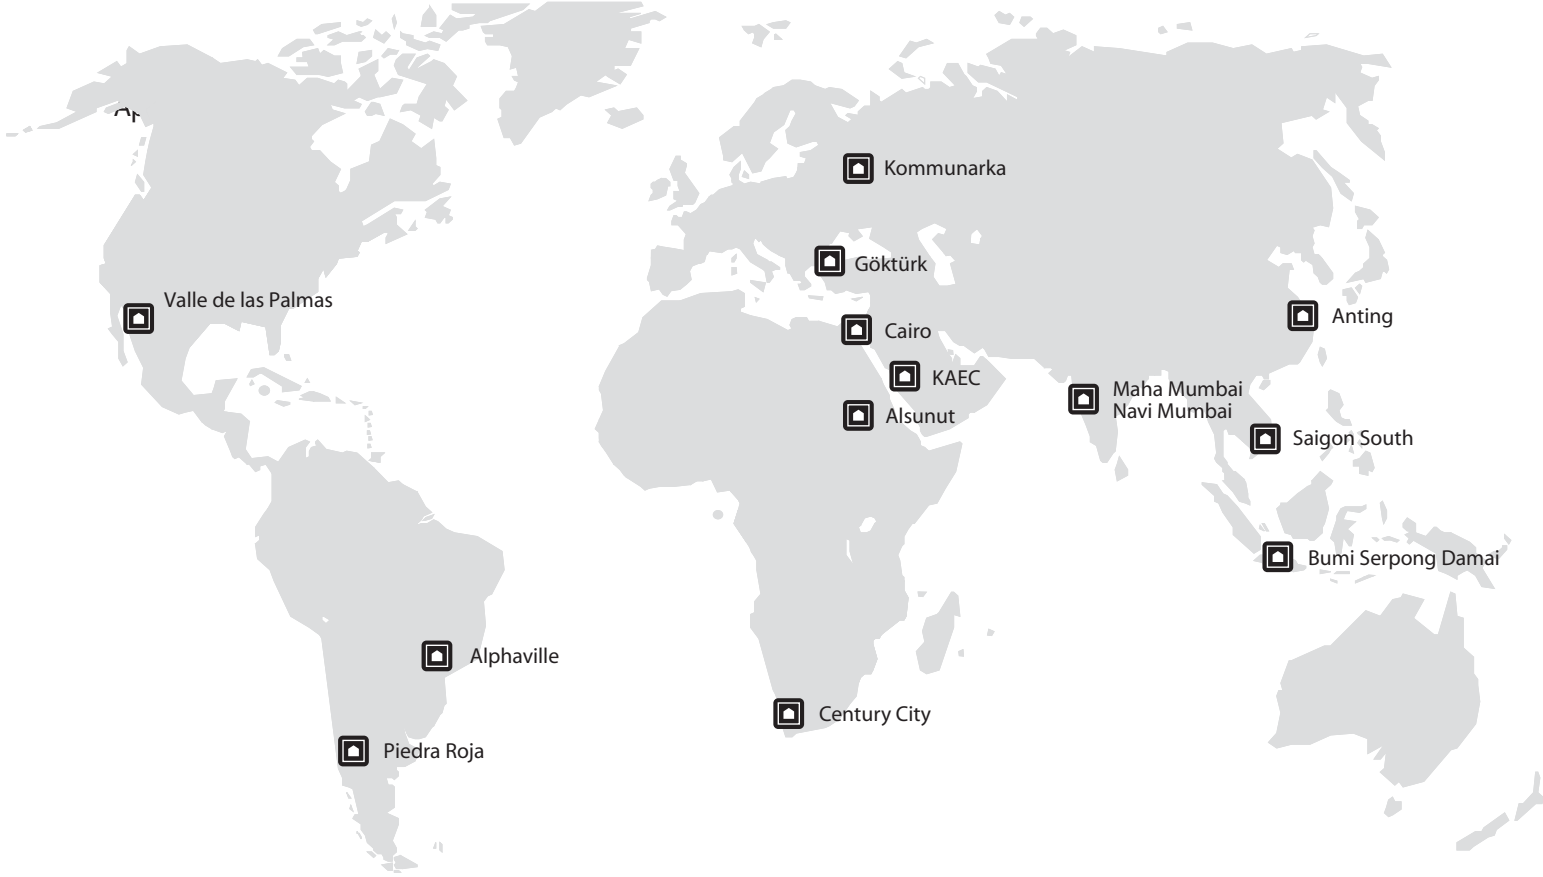 Kommunarka
Göktürk
Valle de las Palmas
Anting
Cairo
KAEC
Maha Mumbai
Navi Mumbai
Alsunut
Saigon South
Bumi Serpong Damai
Alphaville
Century City
Piedra Roja